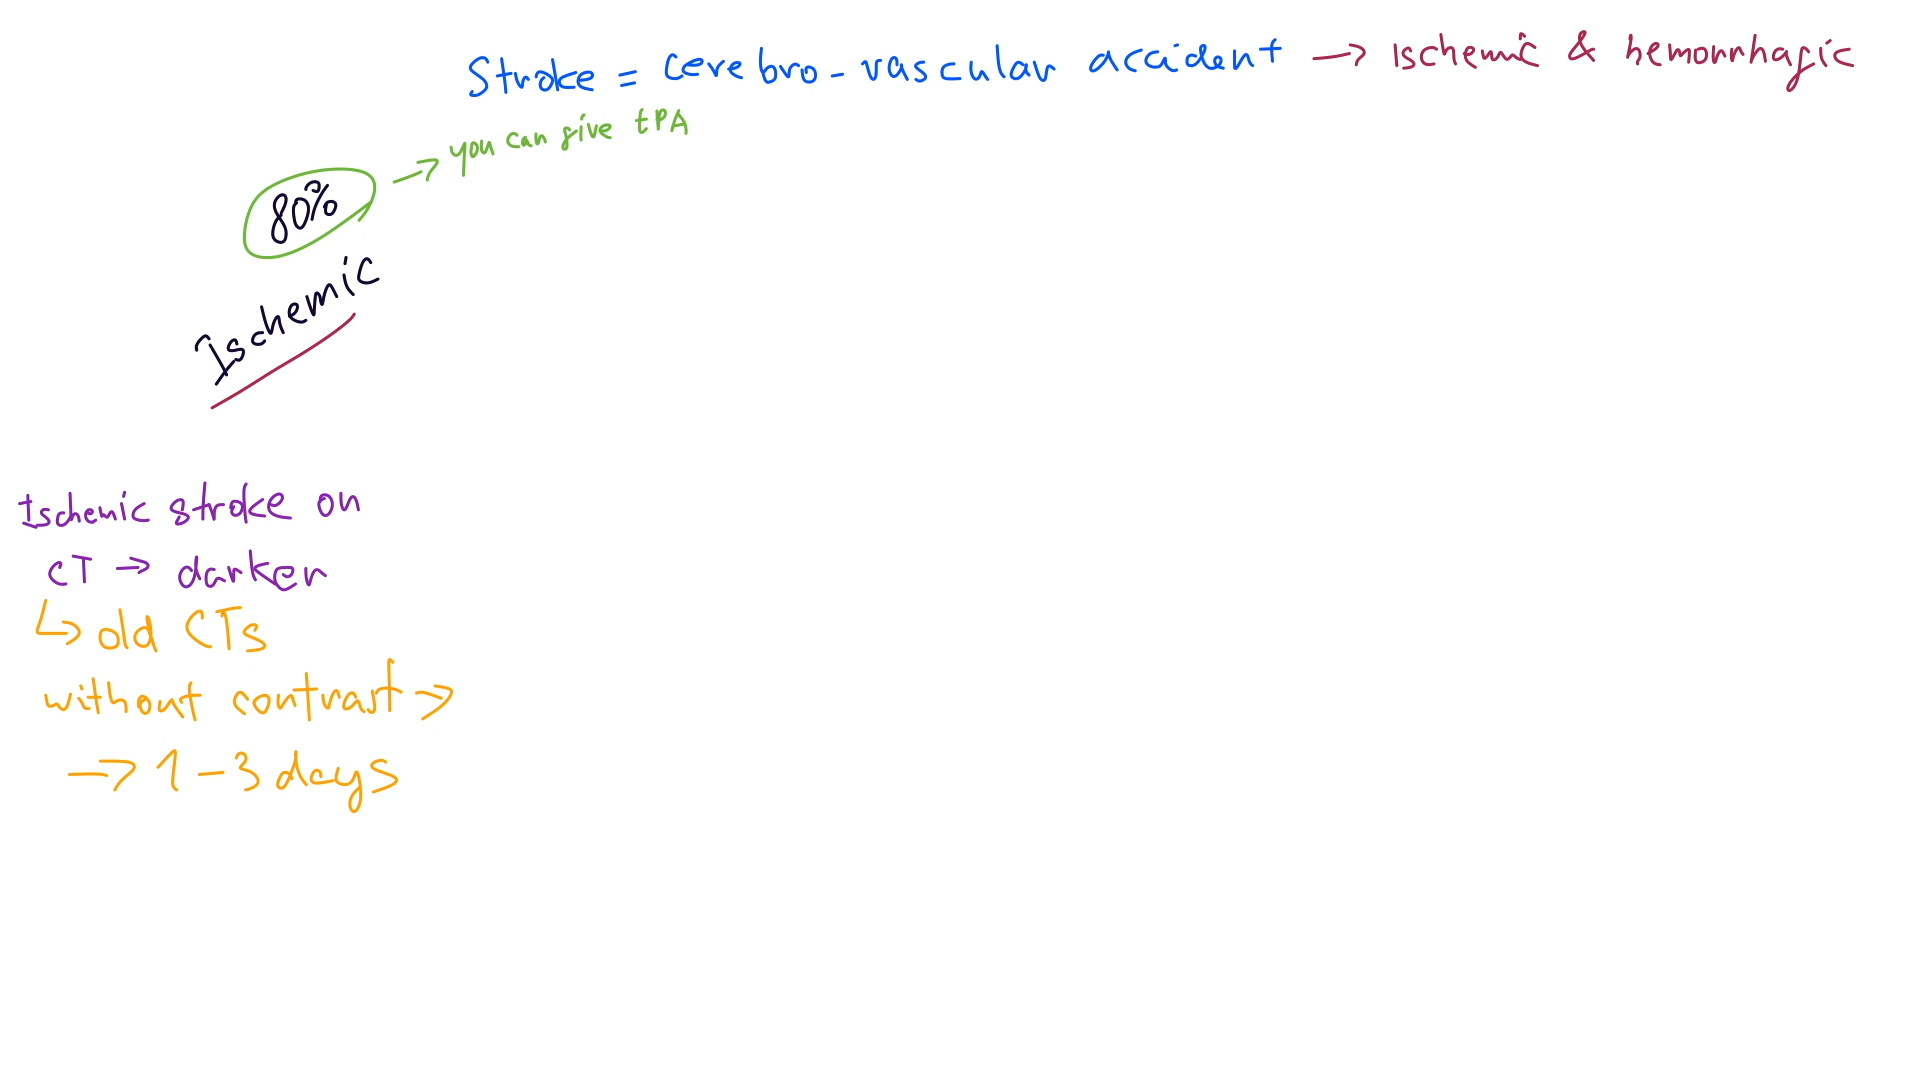 Stroke = cerebro-vascular accident → Ischemic & hemorrhagic
→ you can give tPA
80%
Ischemic
Ischemic stroke on
CT → darker
↳ old CTs
without contrast →
→ 1-3 days